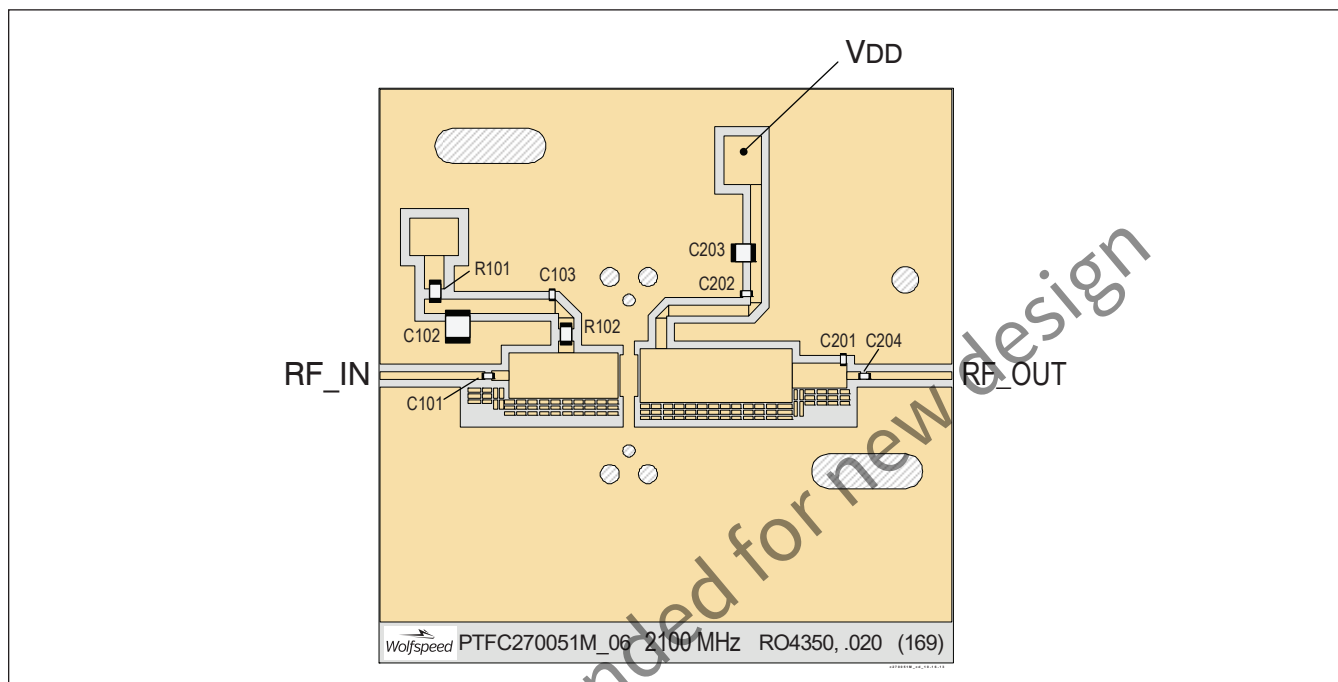 VDD
C203
R101
C103
C202
C102
R102
C201
C204
RF_IN
RF_OUT
C101
ended for new design
Wolfspeed PTFC270051M_06 2100 MHz RO4350, .020 (169)